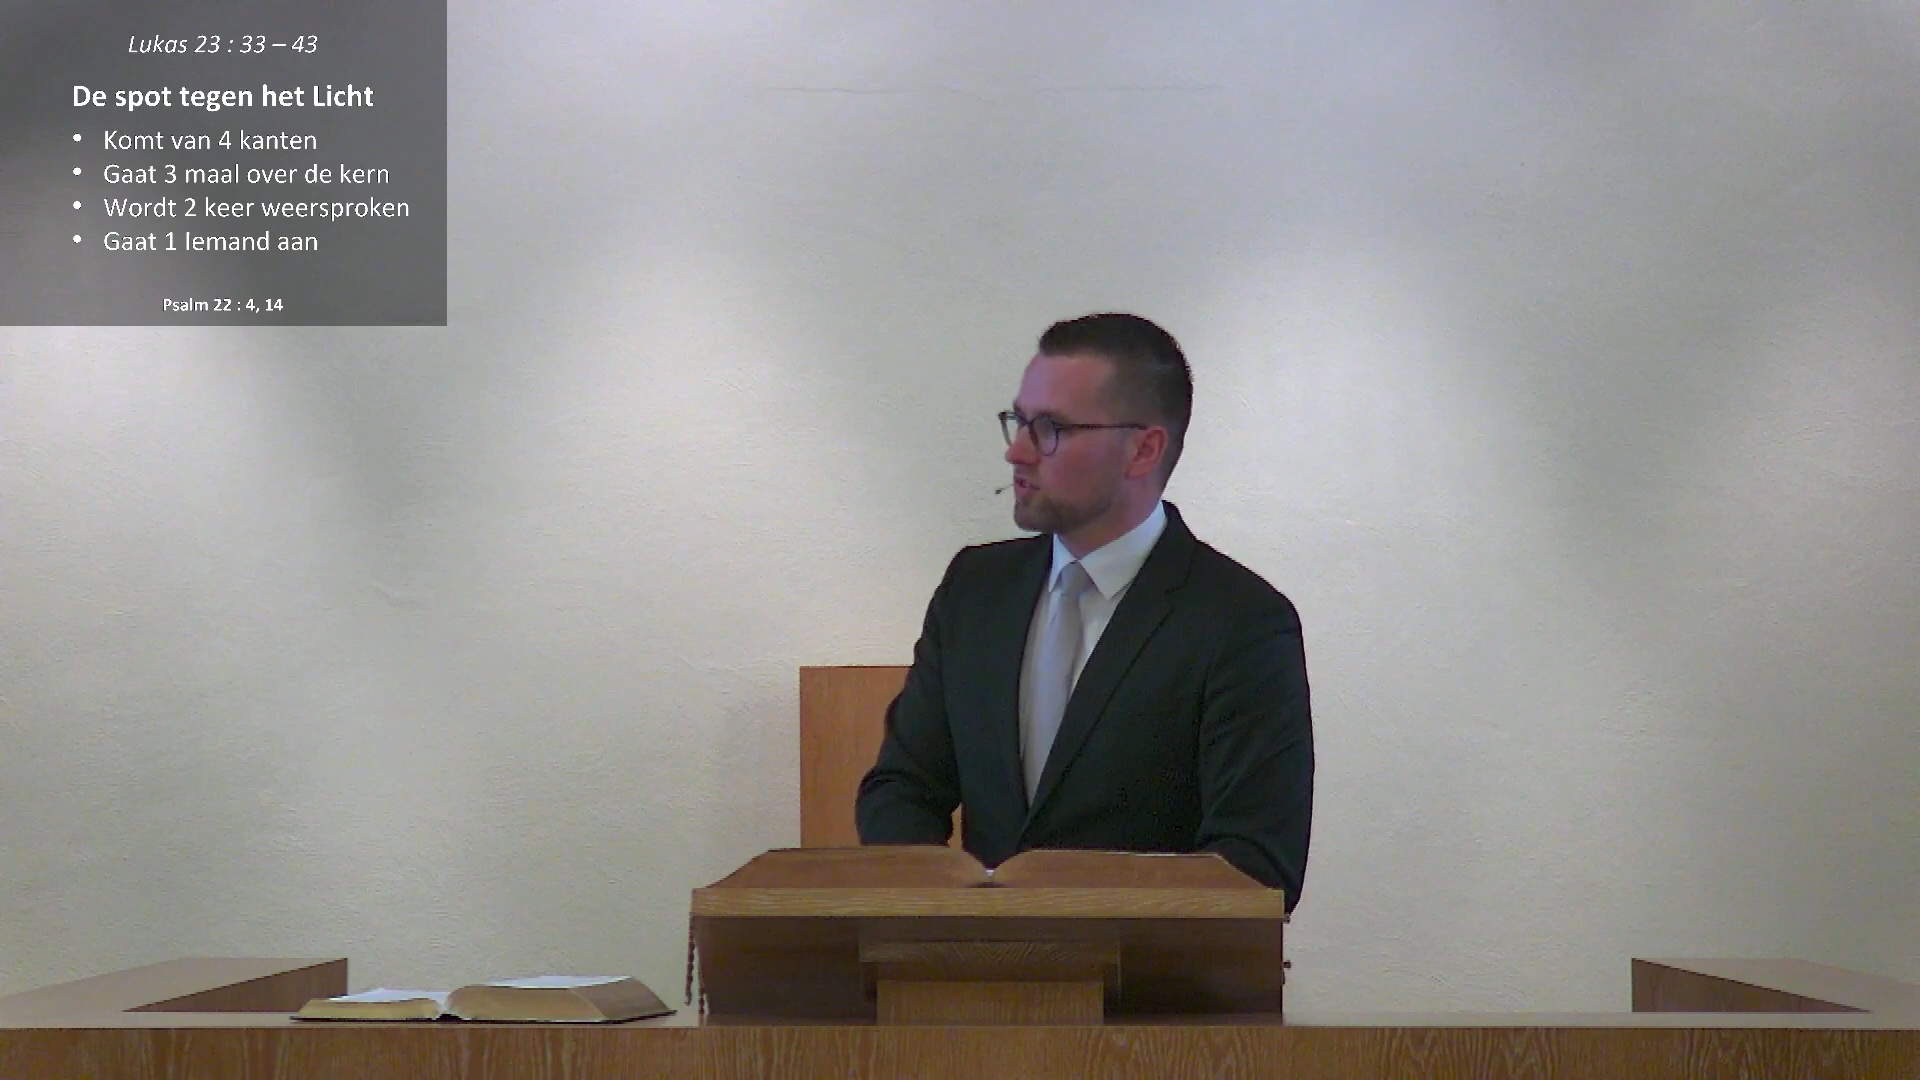 Lukas 23 : 33 – 43
De spot tegen het Licht
• Komt van 4 kanten
• Gaat 3 maal over de kern
• Wordt 2 keer weersproken
• Gaat 1 Iemand aan
Psalm 22 : 4, 14